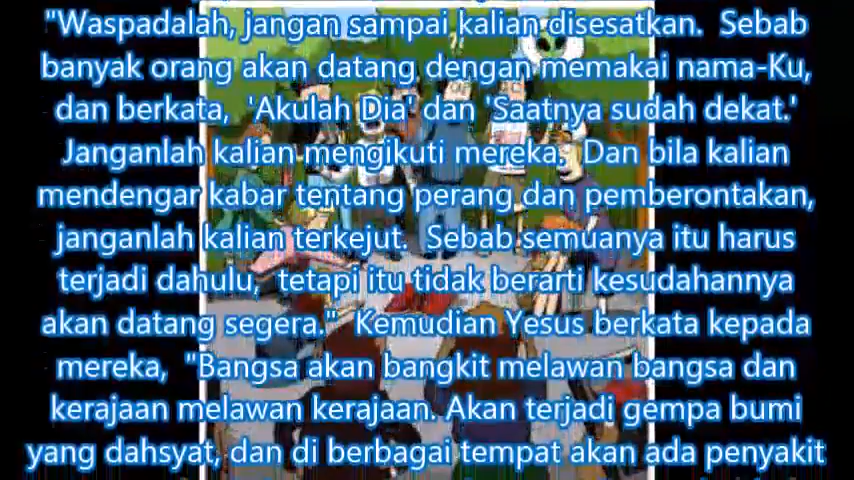 "Waspadalah, jangan sampai kalian disesatkan. Sebab
banyak orang akan datang dengan memakai nama-Ku,
dan berkata, 'Akulah Dia' dan 'Saatnya sudah dekat.'
Janganlah kalian mengikuti mereka. Dan bila kalian
mendengar kabar tentang perang dan pemberontakan,
janganlah kalian terkejut. Sebab semuanya itu harus
terjadi dahulu, tetapi itu tidak berarti kesudahannya
akan datang segera." Kemudian Yesus berkata kepada
mereka, "Bangsa akan bangkit melawan bangsa dan
kerajaan melawan kerajaan. Akan terjadi gempa bumi
yang dahsyat, dan di berbagai tempat akan ada penyakit